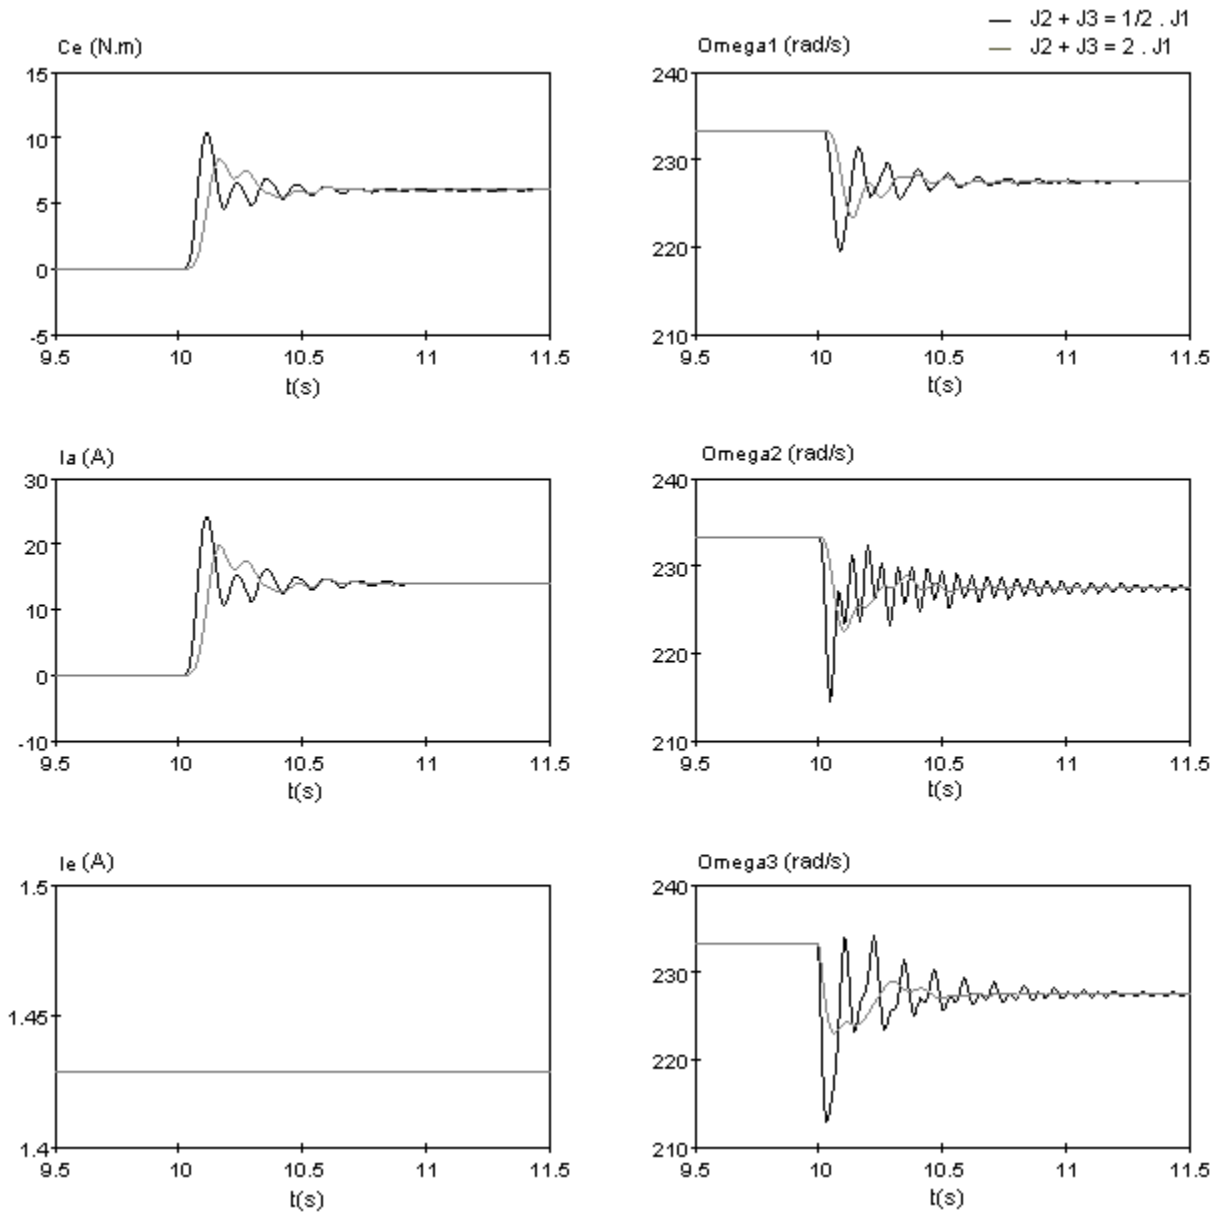 J2 + J3 = 1/2 . J1
J2 + J3 = 2 . J1
Ce (N.m)
15
10
5
0
-5
9.5 10 10.5 11 11.5
t(s)
Omega1 (rad/s)
240
230
220
210
9.5 10 10.5 11 11.5
t(s)
Ia (A)
30
20
10
0
-10
9.5 10 10.5 11 11.5
t(s)
Omega2 (rad/s)
240
230
220
210
9.5 10 10.5 11 11.5
t(s)
Ie (A)
1.5
1.45
1.4
9.5 10 10.5 11 11.5
t(s)
Omega3 (rad/s)
240
230
220
210
9.5 10 10.5 11 11.5
t(s)